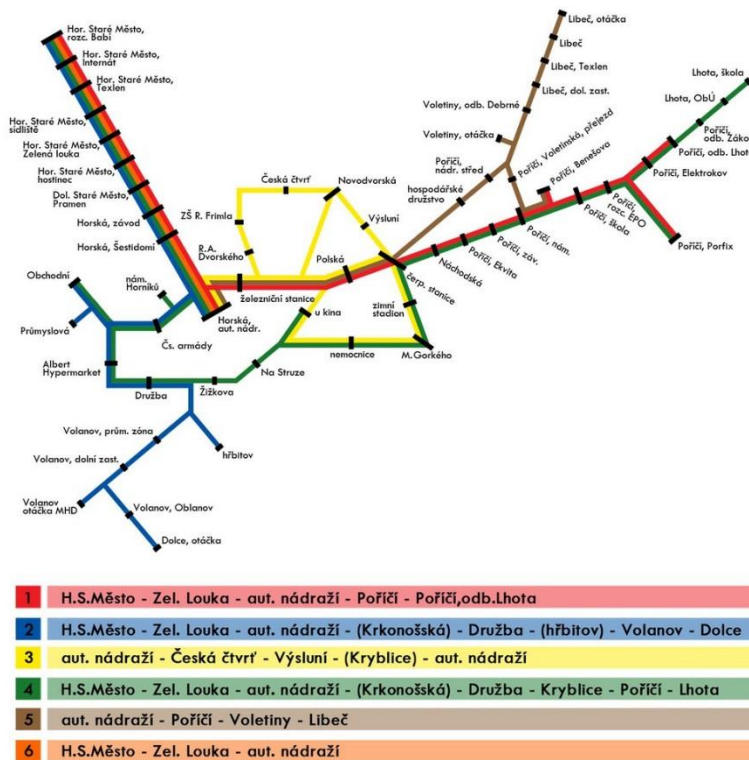 Hor. Staré Město,
rozc. Babí
Hor. Staré Město,
Internát
Hor. Staré Město,
Texlen
Hor. Staré Město,
sídliště
Hor. Staré Město,
Zelená louka
Hor. Staré Město,
hostinec
Dol. Staré Město,
Pramen
Horská, závod
Horská, Šestidomí
Obchodní
nám.
Horníků
Průmyslová
Čs. armády
Albert
Hypermarket
Družba
Žižkova
Na Struze
Volanov, prům. zóna
hřbitov
Volanov, dolní zast.
Volanov
otáčka MHD
Volanov, Oblanov
Dolce, otáčka
Česká čtvrť
Novodvorská
ZŠ R. Frimla
Výsluní
R.A.
Dvorského
Polská
železniční stanice
Horská,
aut. nádr.
u kina
zimní
stadion
čerp. stanice
nemocnice
M.Gorkého
Libeč, otáčka
Libeč
Libeč, Texlen
Libeč, dol. zast.
Voletiny, odb. Debrné
Voletiny, otáčka
Poříčí,
nádr. střed
hospodářské
družstvo
Poříčí, Voletinská, přejezd
Poříčí, Benešova
Náchodská
Poříčí, Ekvita
Poříčí, záv.
Poříčí, nám.
Poříčí, škola
Poříčí,
rozc. EPO
Poříčí, Porfix
Poříčí, Elektrokov
Poříčí, odb. Lhota
Poříčí,
odb. Záko
Lhota, ObÚ
Lhota, škola
1 H.S.Město - Zel. Louka - aut. nádraží - Poříčí - Poříčí,odb.Lhota
2 H.S.Město - Zel. Louka - aut. nádraží - (Krkonošská) - Družba - (hřbitov) - Volanov - Dolce
3 aut. nádraží - Česká čtvrť - Výsluní - (Kryblice) - aut. nádraží
4 H.S.Město - Zel. Louka - aut. nádraží - (Krkonošská) - Družba - Kryblice - Poříčí - Lhota
5 aut. nádraží - Poříčí - Voletiny - Libeč
6 H.S.Město - Zel. Louka - aut. nádraží